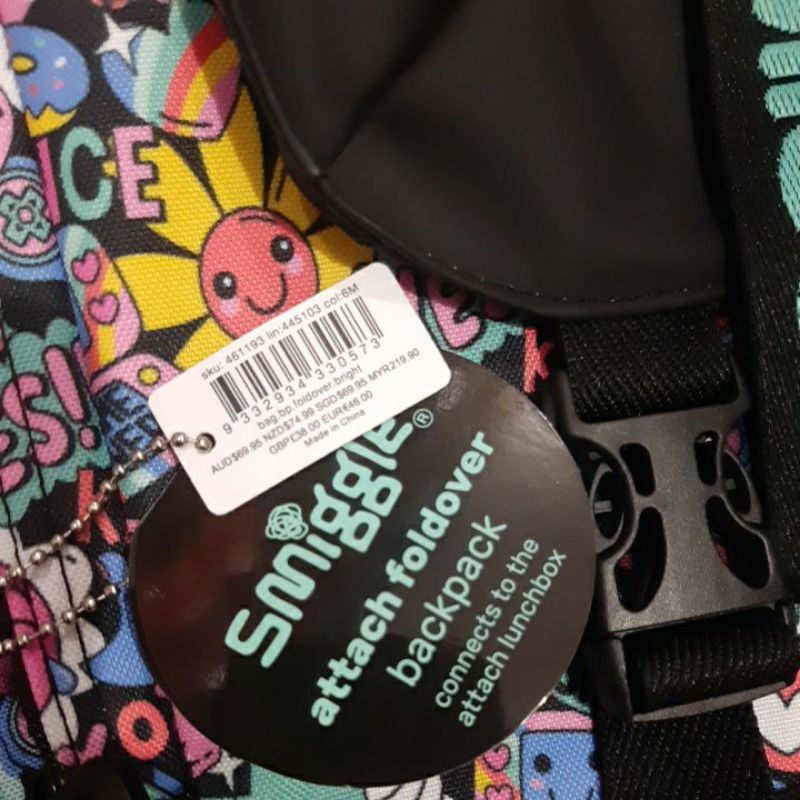 ICE
ES!
sku: 461193 lin:445103 col:6M
9 332934 330573
bag.bp.foldover.bright
AUD$69.95 NZD$74.99 SGD$69.95 MYR219.90
GBP£38.00 EUR€46.00
Made in China
smiggle®
attach foldover
backpack
connects to the
attach lunchbox